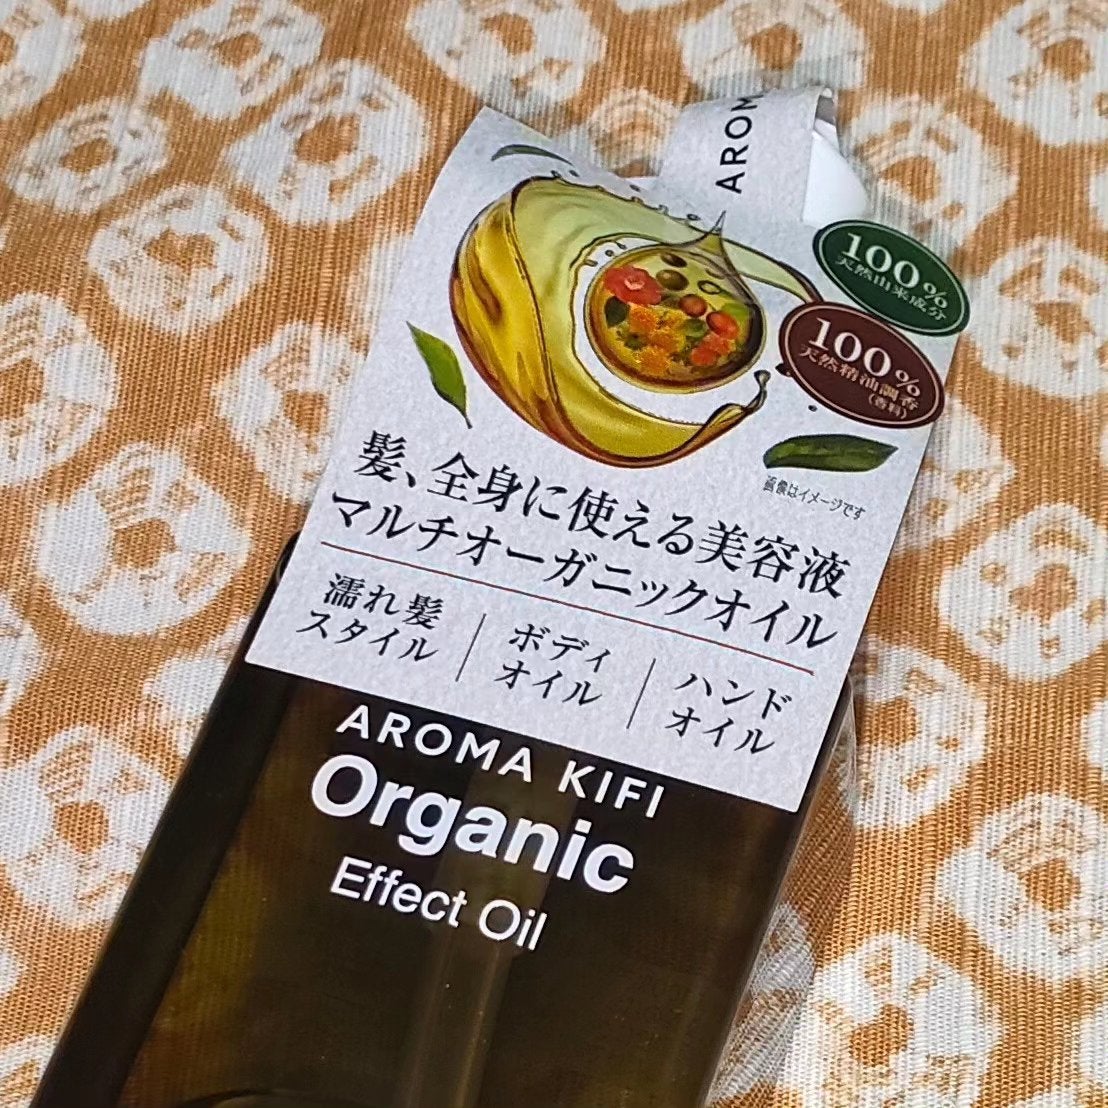 AROM
100%
天然由来成分
100%
天然精油調香
(香料)
画像はイメージです
髪、全身に使える美容液
マルチオーガニックオイル
濡れ髪
スタイル
ボディ
オイル
ハンド
オイル
AROMA KIFI
Organic
Effect Oil